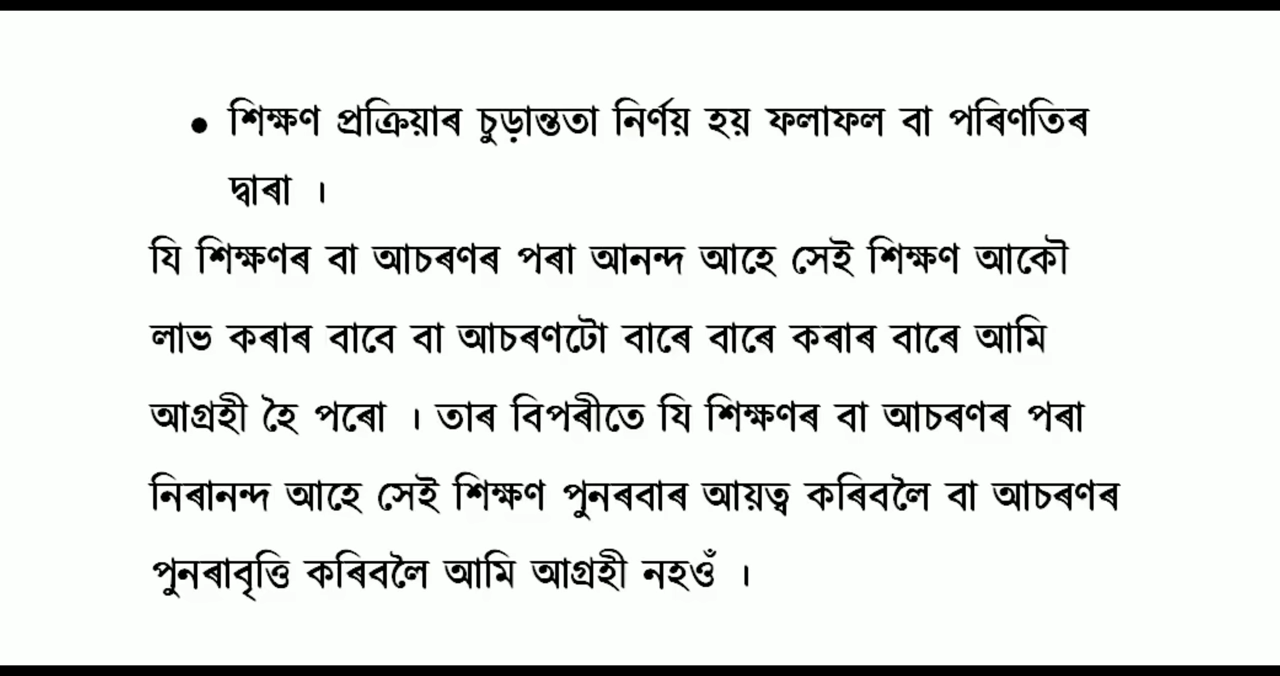 • শিক্ষণ প্ৰক্ৰিয়াৰ চুড়ান্ততা নিৰ্ণয় হয় ফলাফল বা পৰিণতিৰ
দ্বাৰা ।
যি শিক্ষণৰ বা আচৰণৰ পৰা আনন্দ আহে সেই শিক্ষণ আকৌ
লাভ কৰাৰ বাবে বা আচৰণটো বাৰে বাৰে কৰাৰ বাৰে আমি
আগ্ৰহী হৈ পৰো । তাৰ বিপৰীতে যি শিক্ষণৰ বা আচৰণৰ পৰা
নিৰানন্দ আহে সেই শিক্ষণ পুনৰবাৰ আয়ত্ব কৰিবলৈ বা আচৰণৰ
পুনৰাবৃত্তি কৰিবলৈ আমি আগ্ৰহী নহওঁ ।